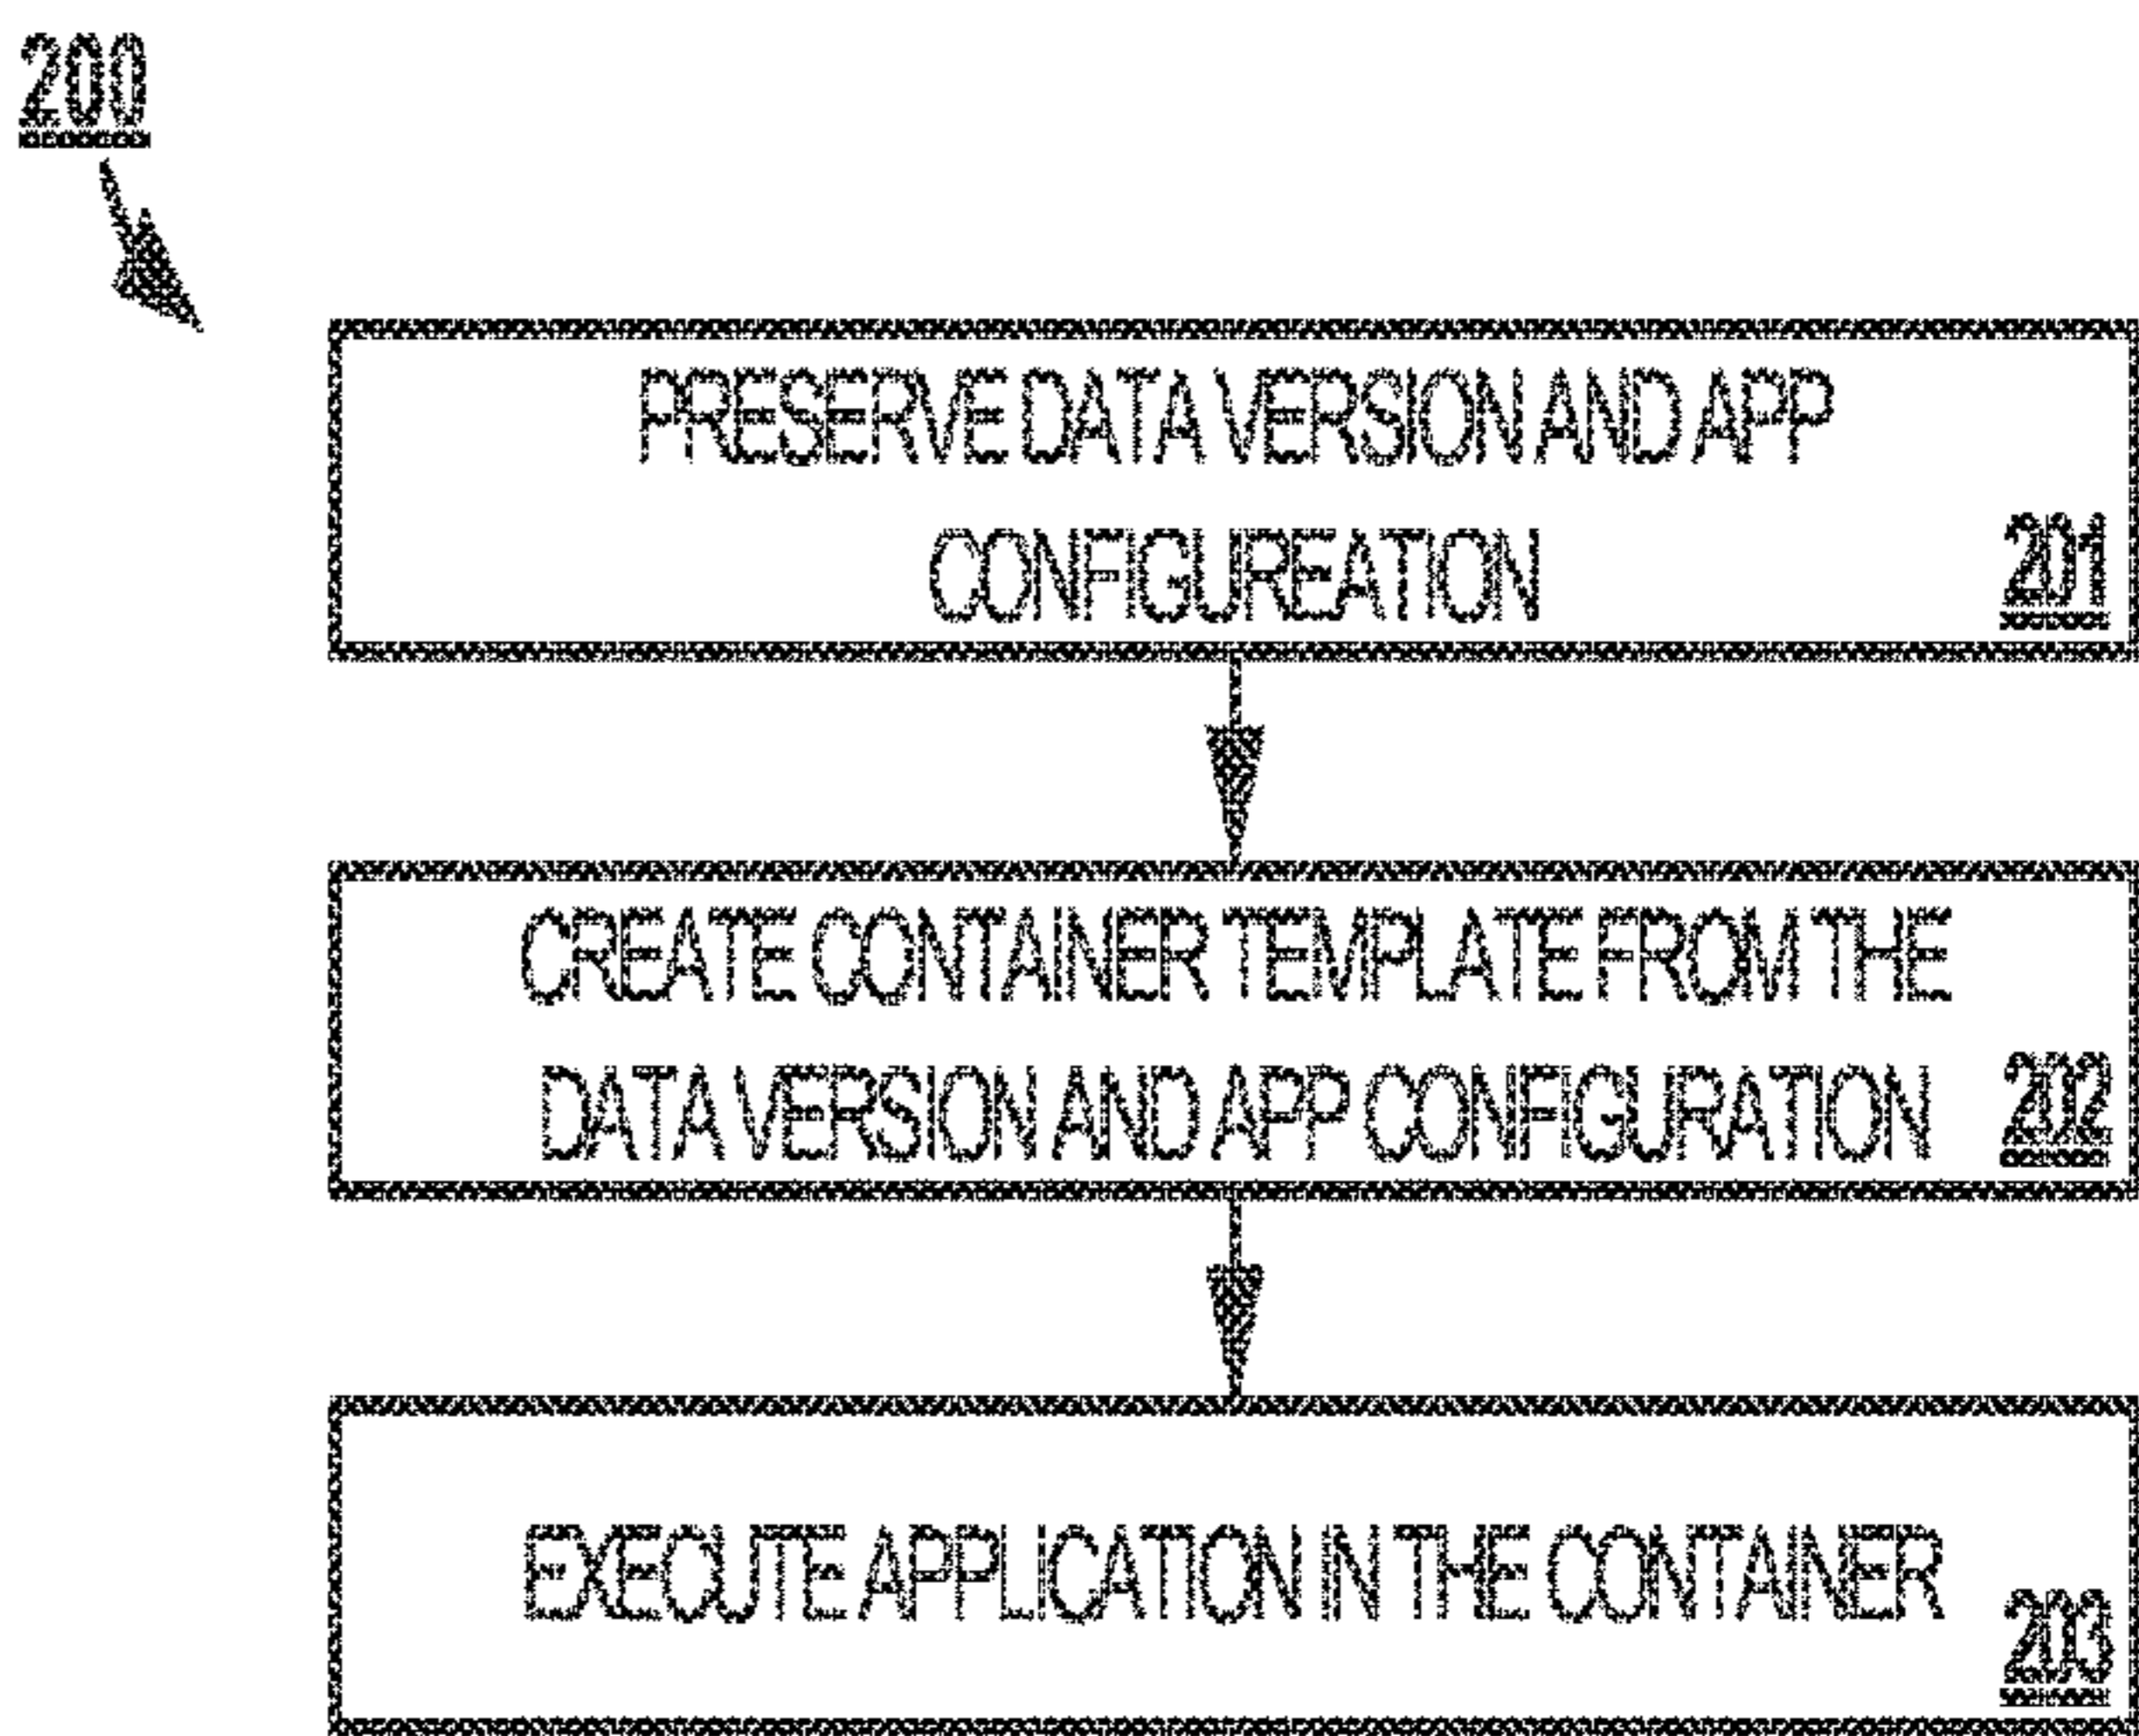 200
PRESERVE DATA VERSION AND APP
CONFIGUREATION
201
CREATE CONTAINER TEMPLATE FROM THE
DATA VERSION AND APP CONFIGURATION
202
EXECUTE APPLICATION IN THE CONTAINER
203